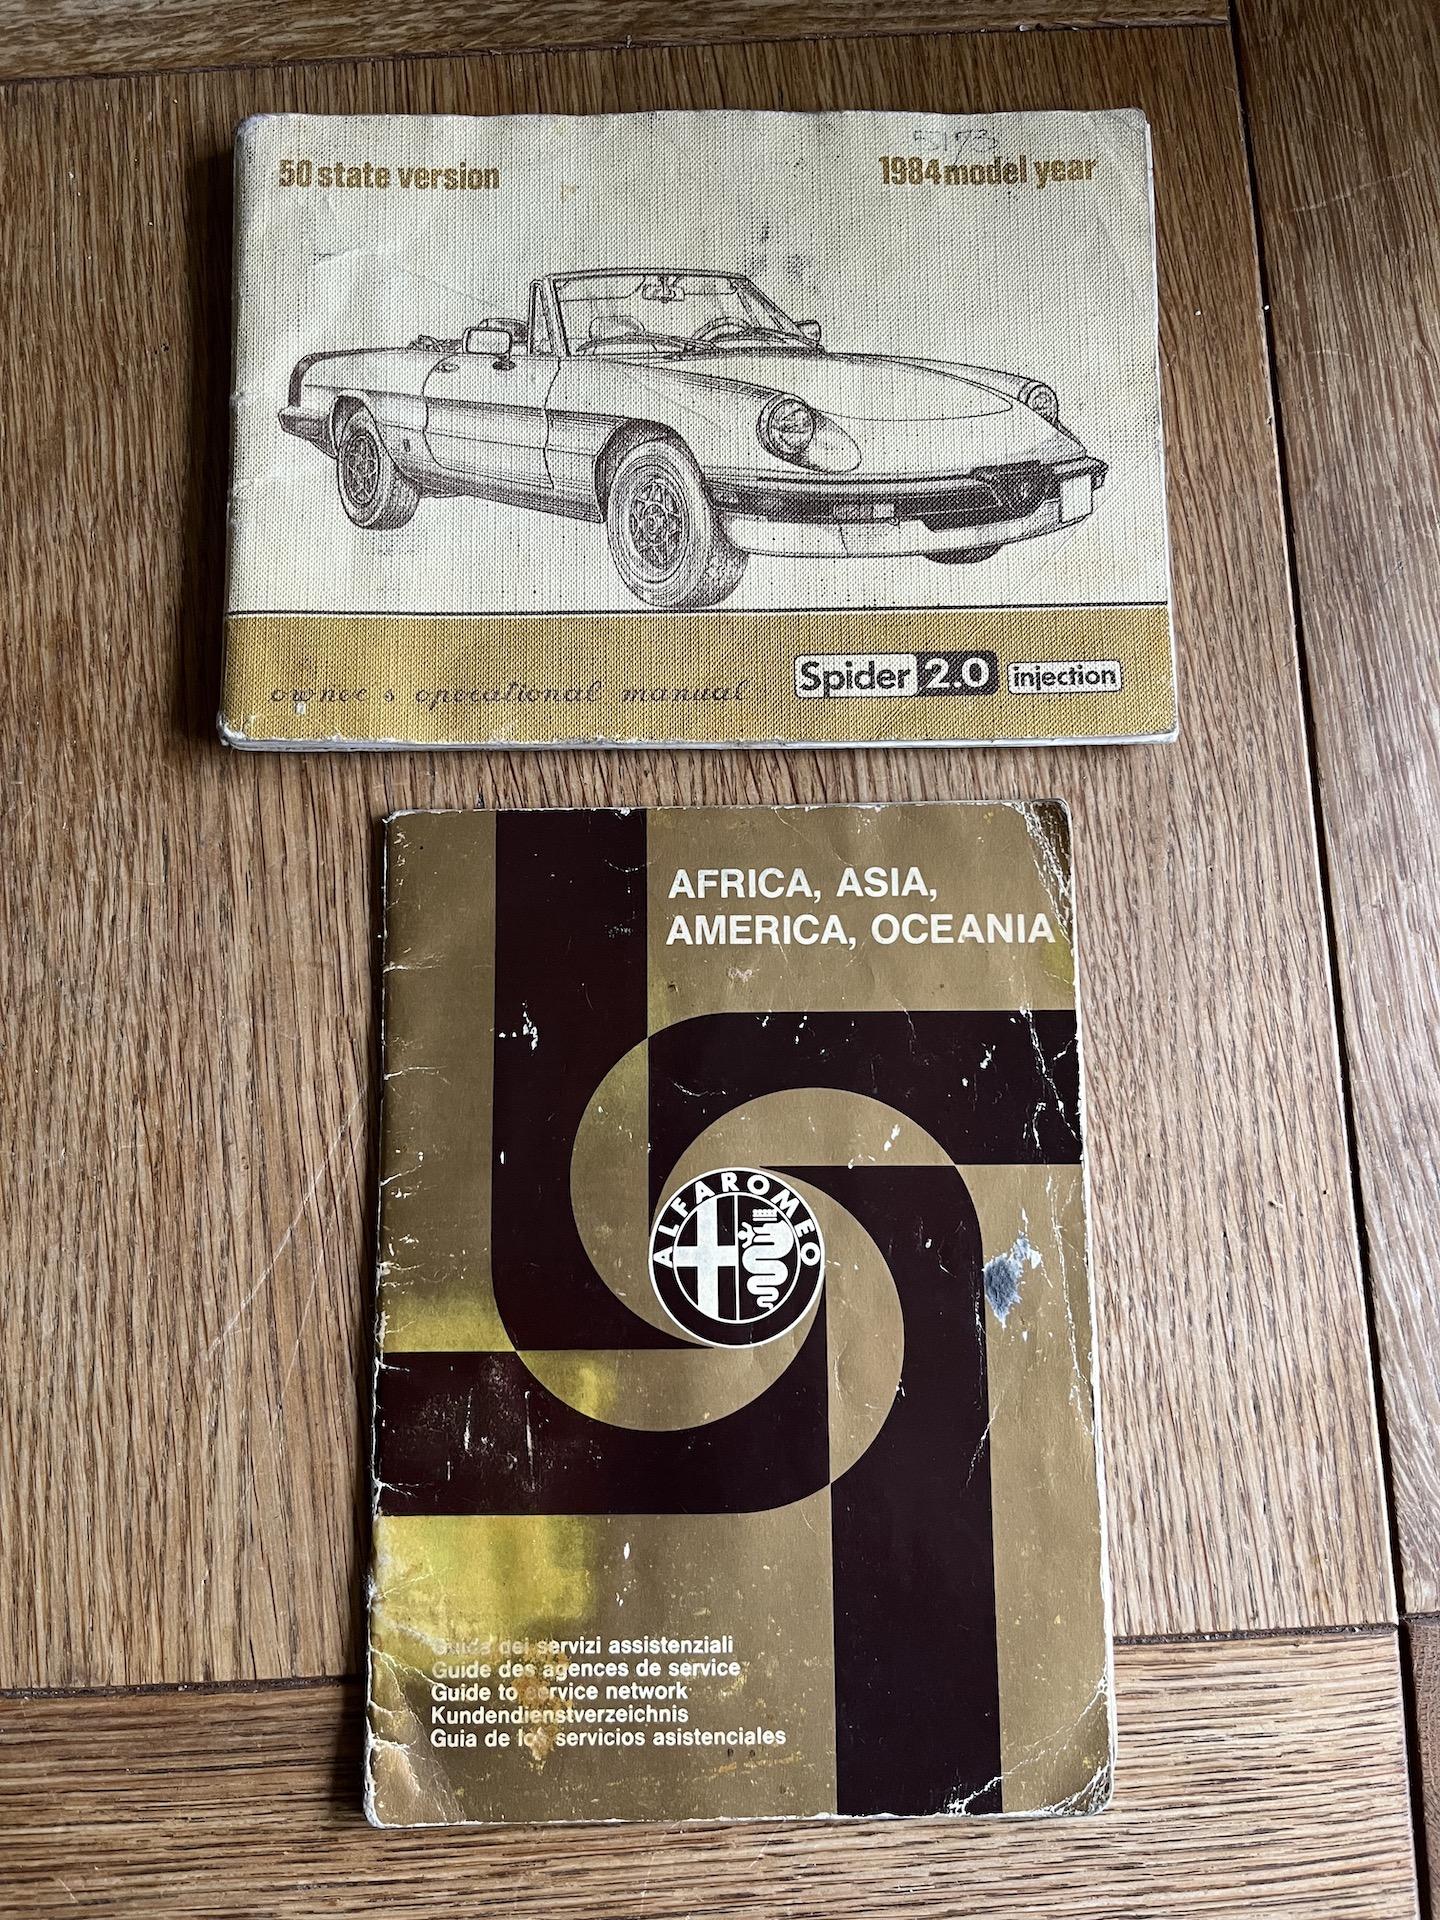 50 state version
5173
1984 model year
owner's operational manual
Spider 2.0 injection
AFRICA, ASIA,
AMERICA, OCEANIA
ALFA ROMEO
Guida dei servizi assistenziali
Guide des agences de service
Guide to service network
Kundendienstverzeichnis
Guia de los servicios asistenciales